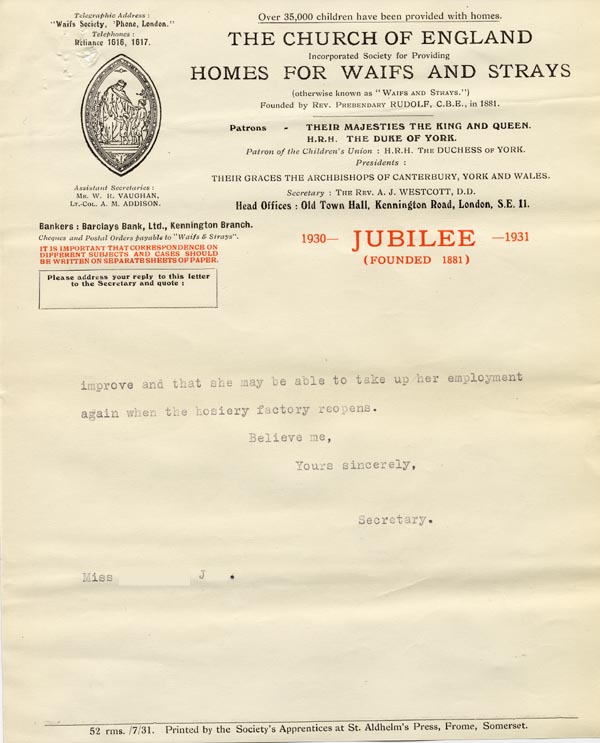 Telegraphic Address :
"Waifs Society, 'Phone, London."
Telephones :
Reliance 1616, 1617.
Assistant Secretaries :
Mr. W. R. VAUGHAN,
Lt.-Col. A. M. ADDISON.
Over 35,000 children have been provided with homes.
THE CHURCH OF ENGLAND
Incorporated Society for Providing
HOMES FOR WAIFS AND STRAYS
(otherwise known as "WAIFS AND STRAYS.")
Founded by REV. PREBENDARY RUDOLF, C.B.E., in 1881.
Patrons - THEIR MAJESTIES THE KING AND QUEEN.
H.R.H. THE DUKE OF YORK.
Patron of the Children's Union : H.R.H. THE DUCHESS OF YORK.
Presidents :
THEIR GRACES THE ARCHBISHOPS OF CANTERBURY, YORK AND WALES.
Secretary : THE REV. A. J. WESTCOTT, D.D.
Head Offices : Old Town Hall, Kennington Road, London, S.E. 11.
Bankers : Barclays Bank, Ltd., Kennington Branch.
Cheques and Postal Orders payable to "Waifs & Strays".
IT IS IMPORTANT THAT CORRESPONDENCE ON
DIFFERENT SUBJECTS AND CASES SHOULD
BE WRITTEN ON SEPARATE SHEETS OF PAPER.
1930— JUBILEE —1931
(FOUNDED 1881)
Please address your reply to this letter
to the Secretary and quote :
improve and that she may be able to take up her employment
again when the hosiery factory reopens.
Believe me,
Yours sincerely,
Secretary.
Miss J .
52 rms. /7/31. Printed by the Society's Apprentices at St. Aldhelm's Press, Frome, Somerset.